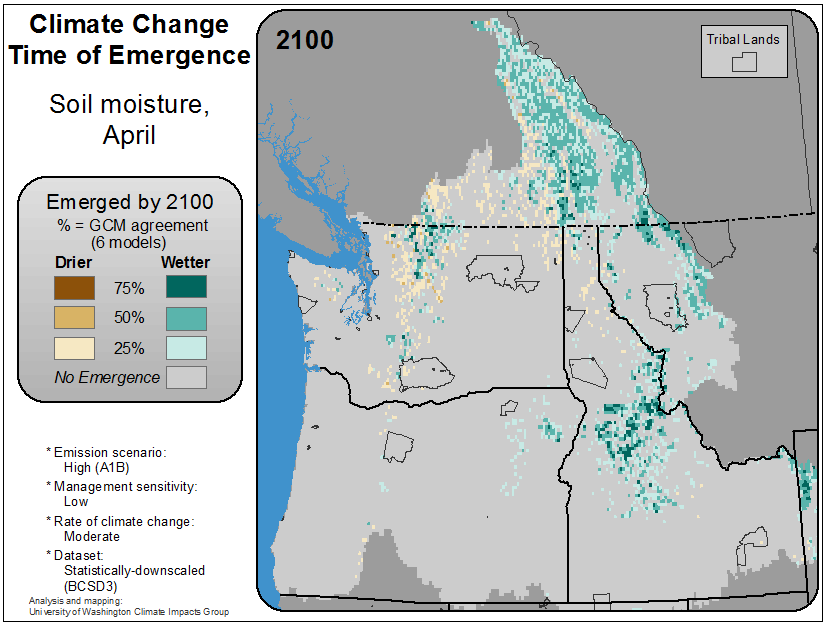 Climate Change
Time of Emergence
Soil moisture,
April
Emerged by 2100
% = GCM agreement
(6 models)
Drier Wetter
75%
50%
25%
No Emergence
* Emission scenario:
High (A1B)
* Management sensitivity:
Low
* Rate of climate change:
Moderate
* Dataset:
Statistically-downscaled
(BCSD3)
Analysis and mapping:
University of Washington Climate Impacts Group
2100
Tribal Lands